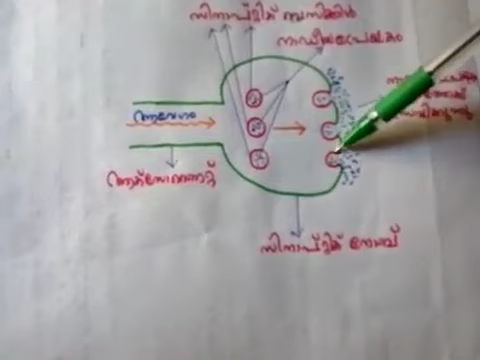 സിനാപ്റ്റിക് വെസിക്കിൾ
നാഡീയപ്രേഷകം
ആവേഗം
ആക്സോണൈറ്റ്
സിനാപ്റ്റിക് നോബ്